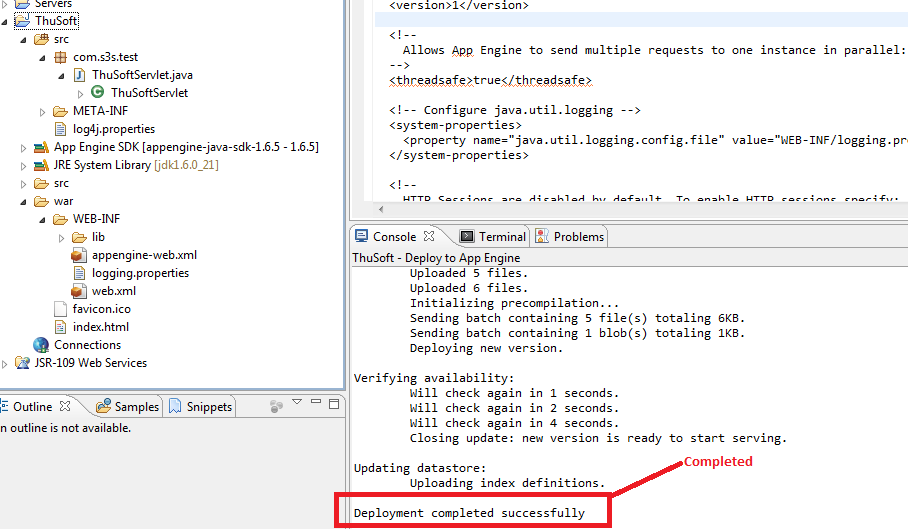 Servers
ThuSoft
src
com.s3s.test
ThuSoftServlet.java
ThuSoftServlet
META-INF
log4j.properties
App Engine SDK [appengine-java-sdk-1.6.5 - 1.6.5]
JRE System Library [jdk1.6.0_21]
src
war
WEB-INF
lib
appengine-web.xml
logging.properties
web.xml
favicon.ico
index.html
Connections
JSR-109 Web Services
Outline Samples Snippets
n outline is not available.
<version>1</version>
<!--
Allows App Engine to send multiple requests to one instance in parallel:
-->
<threadsafe>true</threadsafe>
<!-- Configure java.util.logging -->
<system-properties>
<property name="java.util.logging.config.file" value="WEB-INF/logging.pro
</system-properties>
<!--
HTTP Sessions are disabled by default. To enable HTTP sessions specify:
Console Terminal Problems
ThuSoft - Deploy to App Engine
Uploaded 5 files.
Uploaded 6 files.
Initializing precompilation...
Sending batch containing 5 file(s) totaling 6KB.
Sending batch containing 1 blob(s) totaling 1KB.
Deploying new version.
Verifying availability:
Will check again in 1 seconds.
Will check again in 2 seconds.
Will check again in 4 seconds.
Closing update: new version is ready to start serving.
Completed
Updating datastore:
Uploading index definitions.
Deployment completed successfully